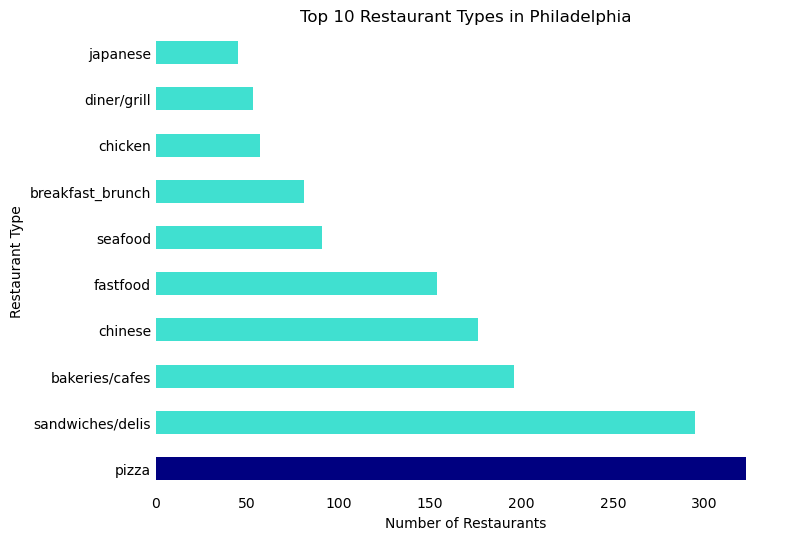 Top 10 Restaurant Types in Philadelphia
japanese
diner/grill
chicken
breakfast_brunch
seafood
fastfood
chinese
bakeries/cafes
sandwiches/delis
pizza
Restaurant Type
0 50 100 150 200 250 300
Number of Restaurants